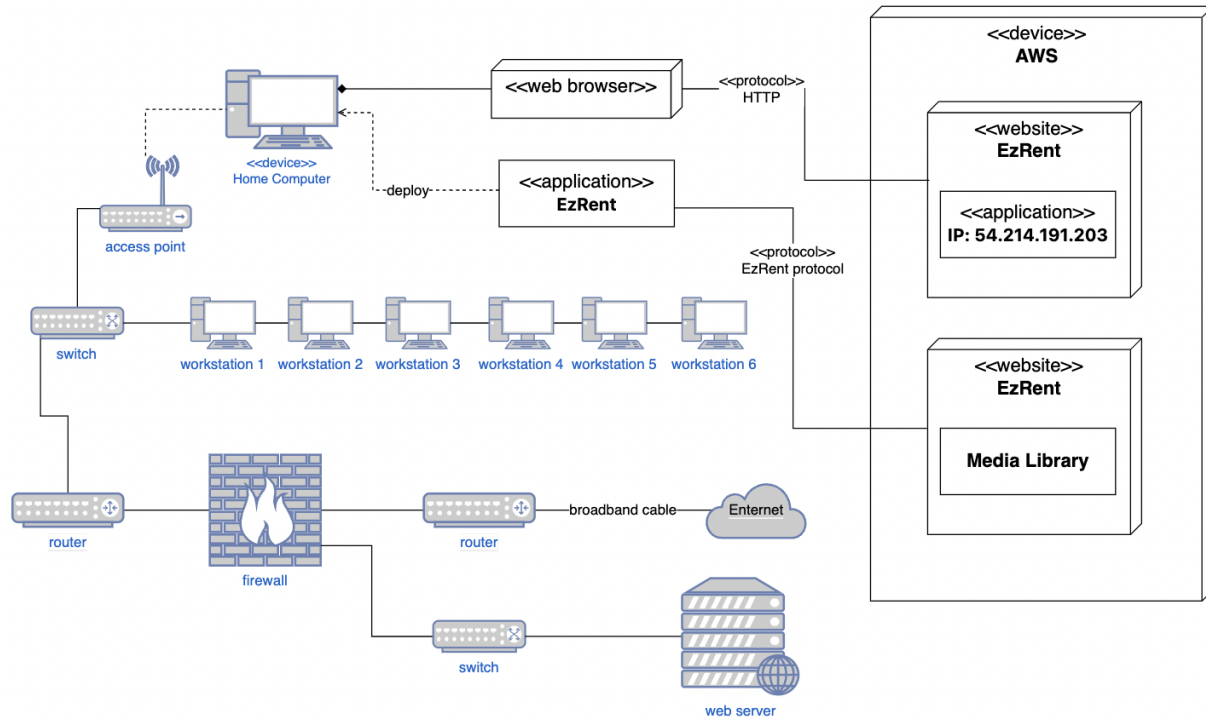 <<device>>
AWS
<<web browser>>
<<protocol>>
HTTP
<<website>>
EzRent
<<application>>
IP: 54.214.191.203
<<device>>
Home Computer
deploy
<<application>>
EzRent
access point
<<protocol>>
EzRent protocol
switch
workstation 1
workstation 2
workstation 3
workstation 4
workstation 5
workstation 6
<<website>>
EzRent
Media Library
router
firewall
router
broadband cable
Enternet
switch
web server